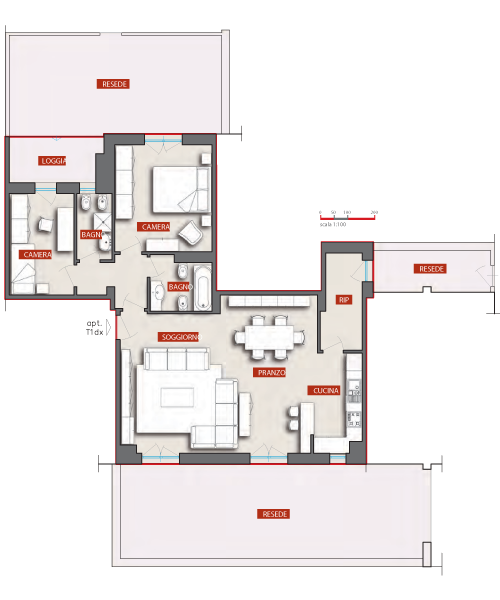 RESEDE
LOGGIA
CAMERA
BAGNO
CAMERA
0 50 100 200
scala 1:100
RESEDE
BAGNO
RIP
opt.
T1dx
SOGGIORNO
PRANZO
CUCINA
RESEDE